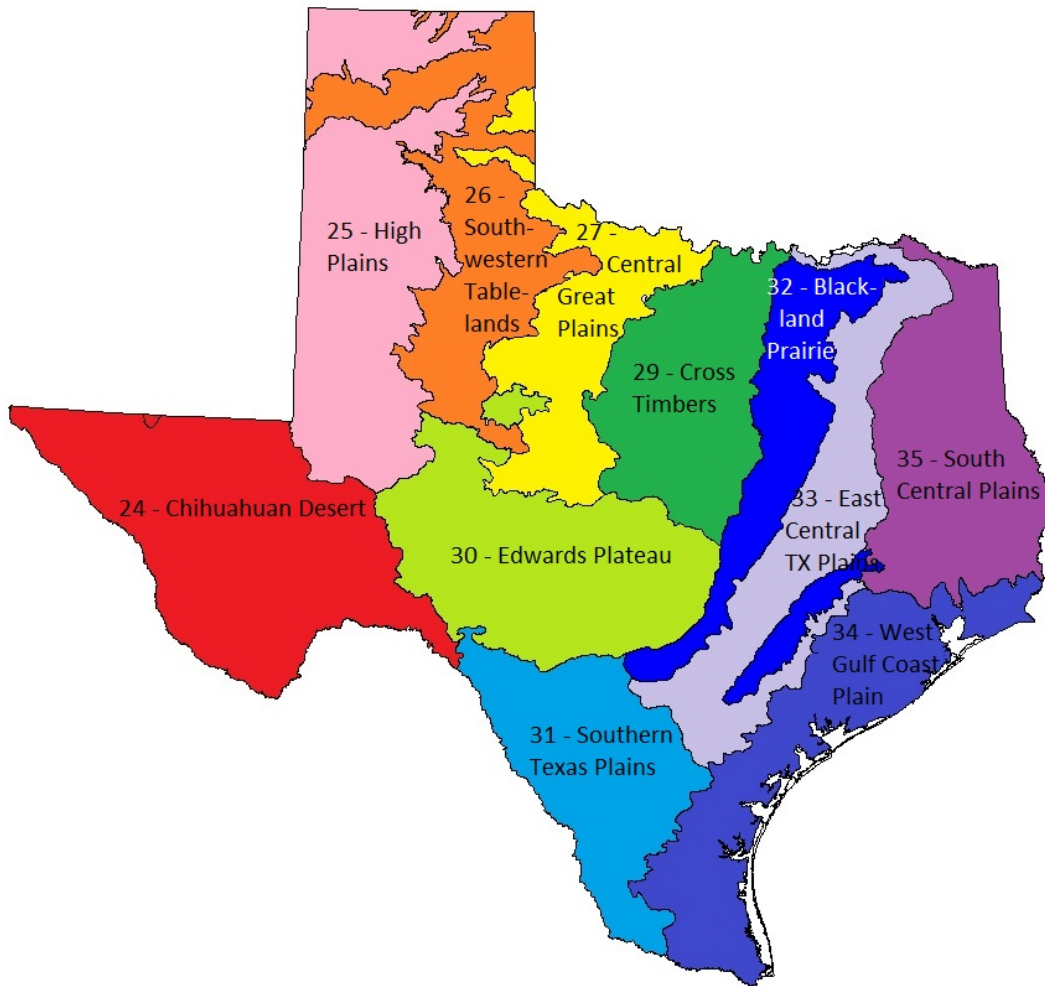 25 - High
Plains
26 -
South-
western
Table-
lands
27 -
Central
Great
Plains
32 - Black-
land
Prairie
29 - Cross
Timbers
24 - Chihuahuan Desert
30 - Edwards Plateau
33 - East
Central
TX Plains
35 - South
Central Plains
34 - West
Gulf Coast
Plain
31 - Southern
Texas Plains